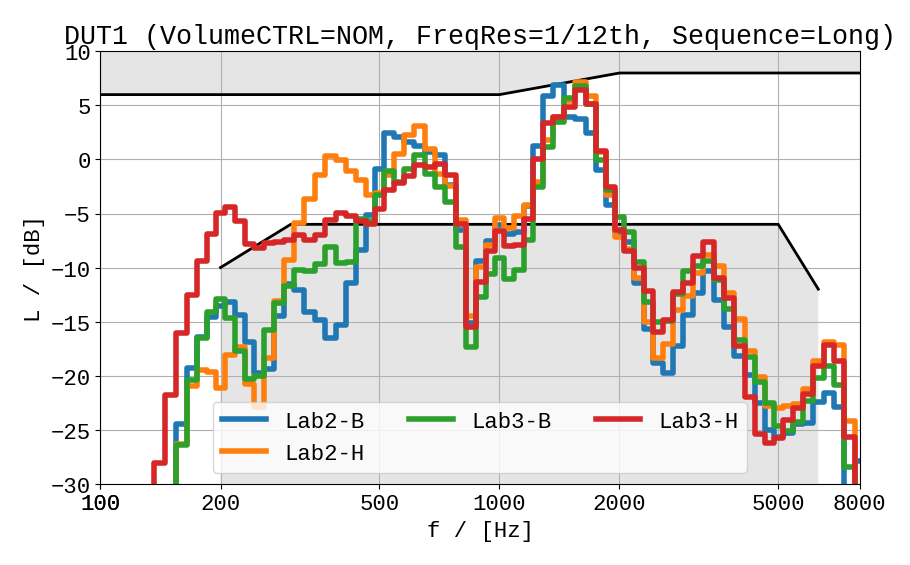 DUT1 (VolumeCTRL=NOM, FreqRes=1/12th, Sequence=Long)
10
5
0
−5
−10
−15
−20
−25
−30
L / [dB]
Lab2-B Lab3-B Lab3-H
Lab2-H
100 200 500 1000 2000 5000 8000
f / [Hz]